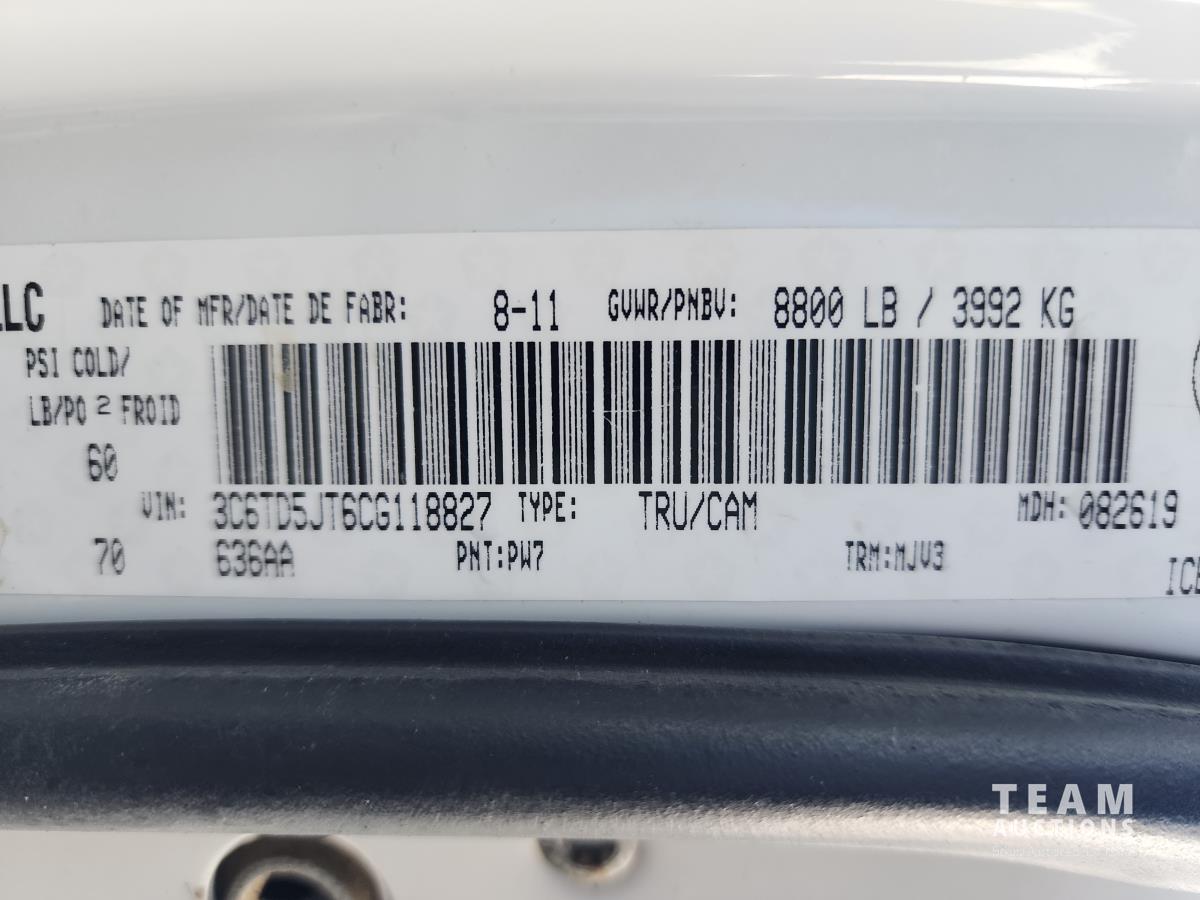 LLC DATE OF MFR/DATE DE FABR: 8-11 GVWR/PNBV: 8800 LB / 3992 KG
PSI COLD/
LB/PO 2 FROID
60
VIN: 3C6TD5JT6CG118827 TYPE: TRU/CAM MDH: 082619
70 636AA PNT:PW7 TRM:MJV3
TEAM
AUCTIONS